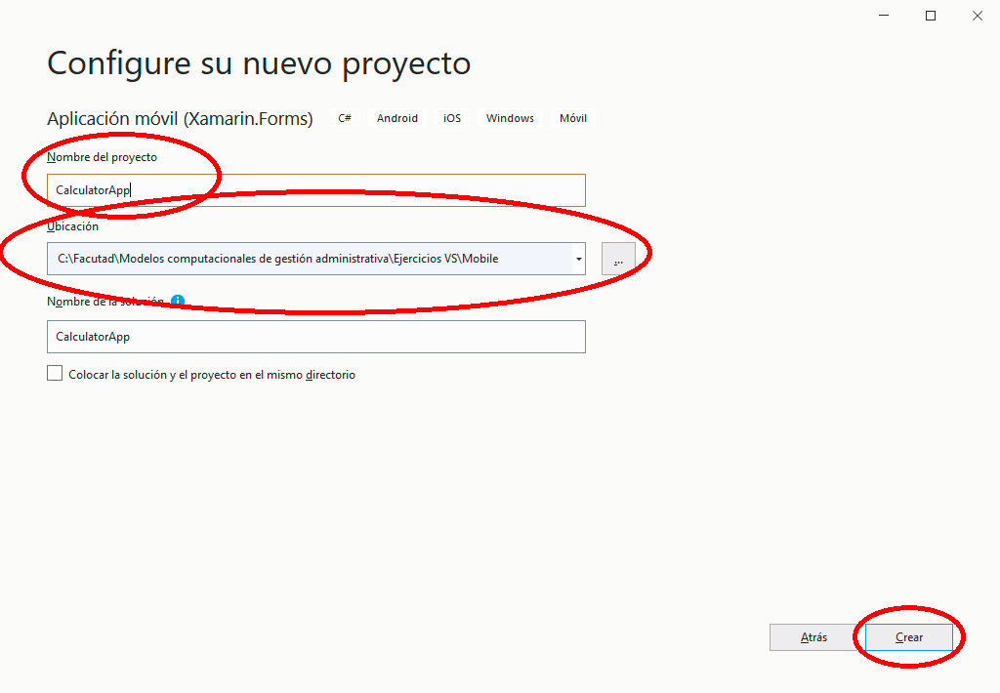 Configure su nuevo proyecto
Aplicación móvil (Xamarin.Forms) C# Android iOS Windows Móvil
Nombre del proyecto
CalculatorApp
Ubicación
C:\Facutad\Modelos computacionales de gestión administrativa\Ejercicios VS\Mobile
...
Nombre de la solución
CalculatorApp
Colocar la solución y el proyecto en el mismo directorio
Atrás Crear